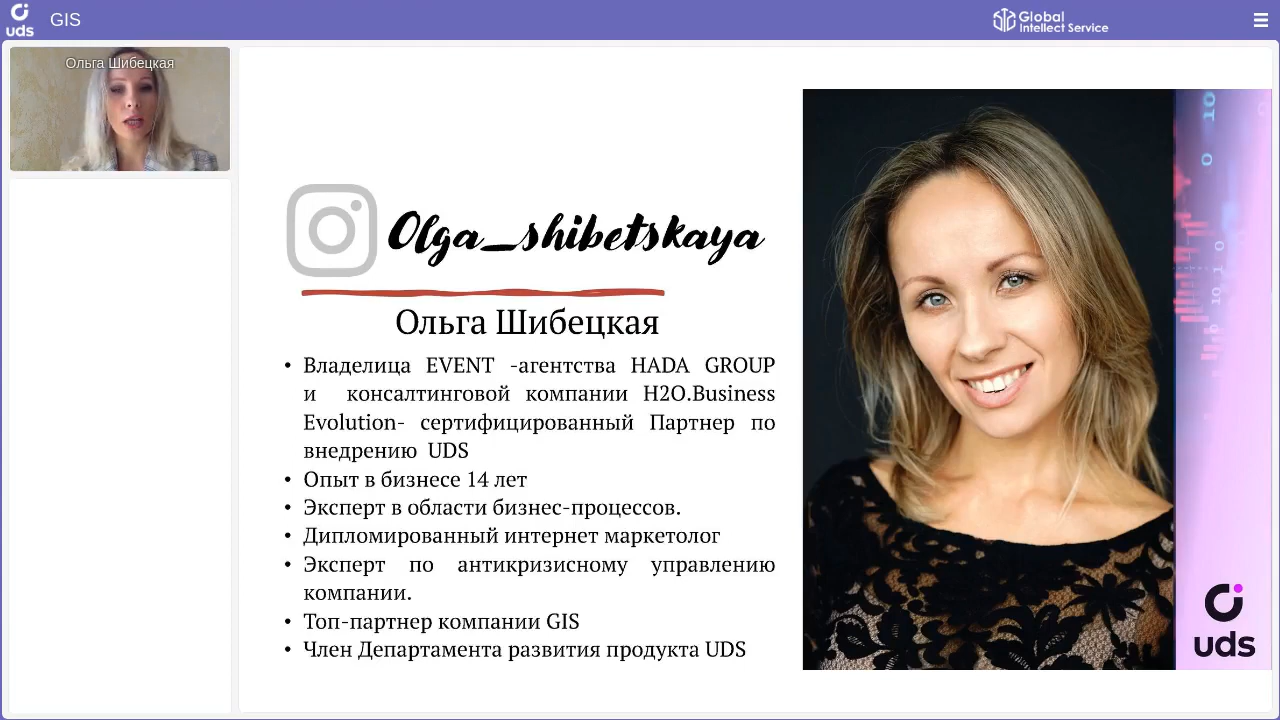 uds
GIS
Global
Intellect Service
Ольга Шибецкая
Olga_shibetskaya
Ольга Шибецкая
• Владелица EVENT -агентства HADA GROUP
и консалтинговой компании H2O.Business
Evolution- сертифицированный Партнер по
внедрению UDS
• Опыт в бизнесе 14 лет
• Эксперт в области бизнес-процессов.
• Дипломированный интернет маркетолог
• Эксперт по антикризисному управлению
компании.
• Топ-партнер компании GIS
• Член Департамента развития продукта UDS
uds